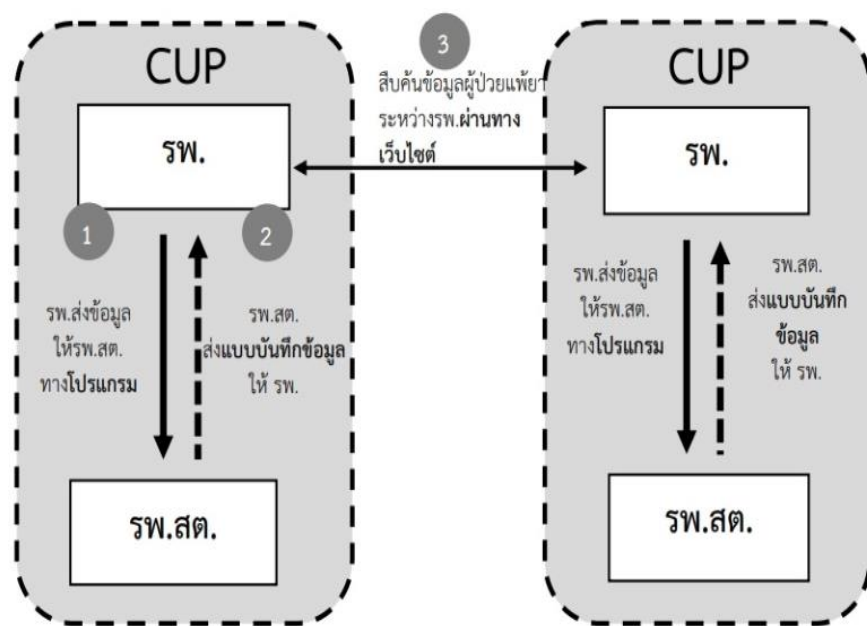 CUP
รพ.
1
2
รพ.ส่งข้อมูล
ให้รพ.สต.
ทางโปรแกรม
รพ.สต.
ส่งแบบบันทึกข้อมูล
ให้ รพ.
รพ.สต.
3
สืบค้นข้อมูลผู้ป่วยแพ้ยา
ระหว่างรพ.ผ่านทาง
เว็บไซต์
CUP
รพ.
รพ.ส่งข้อมูล
ให้รพ.สต.
ทางโปรแกรม
รพ.สต.
ส่งแบบบันทึก
ข้อมูล
ให้ รพ.
รพ.สต.